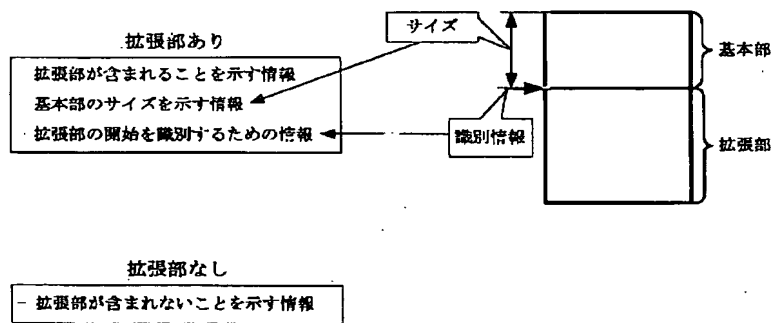 拡張部あり
サイズ
基本部
拡張部が含まれることを示す情報
基本部のサイズを示す情報
拡張部の開始を識別するための情報
識別情報
拡張部
拡張部なし
- 拡張部が含まれないことを示す情報